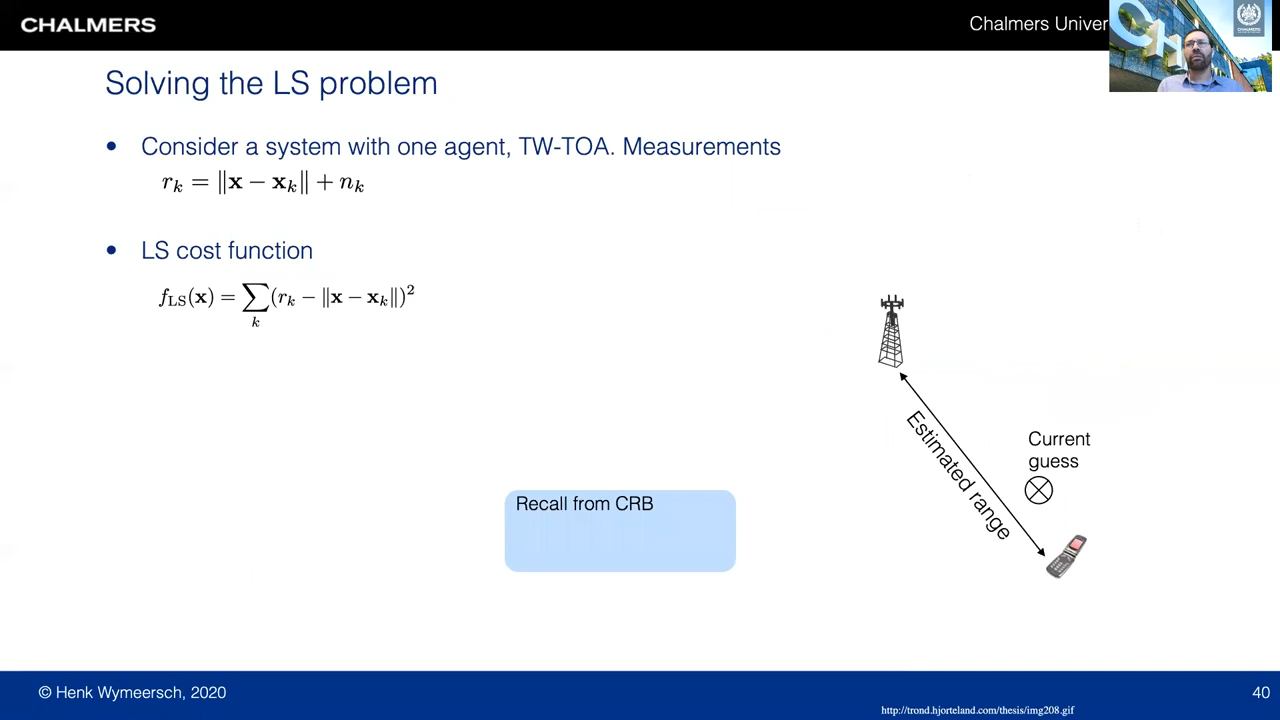 CHALMERS
Chalmers Univer
Solving the LS problem
• Consider a system with one agent, TW-TOA. Measurements
r_k = ‖x − x_k‖ + n_k
• LS cost function
f_LS(x) = ∑_k (r_k − ‖x − x_k‖)²
Estimated range
Current
guess
Recall from CRB
© Henk Wymeersch, 2020
40
http://trond.hjorteland.com/thesis/img208.gif